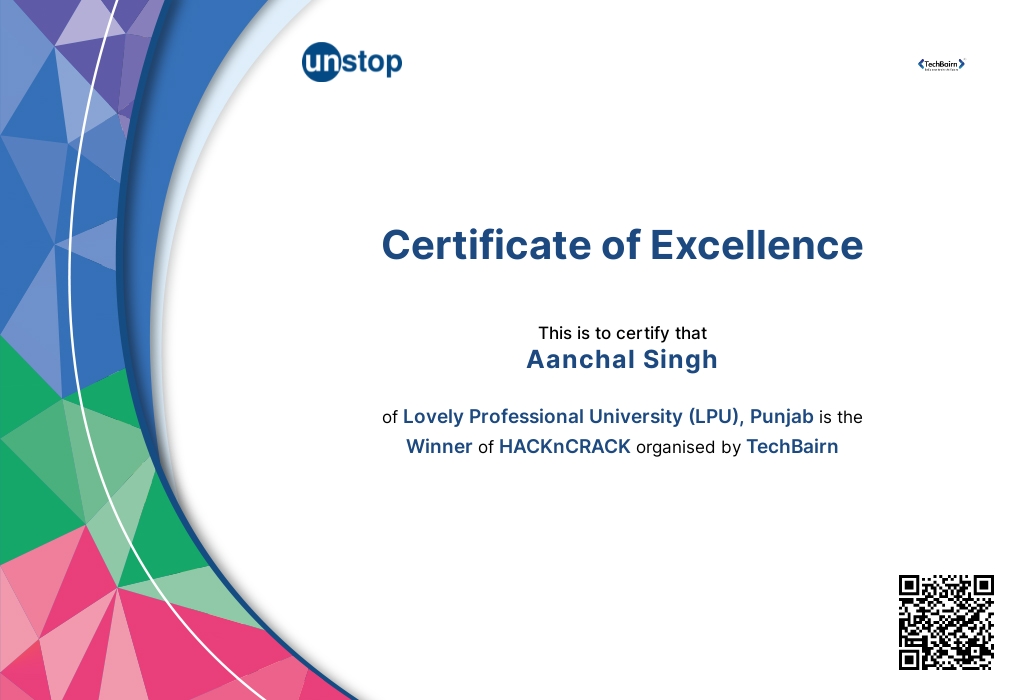 unstop
TechBairn
Certificate of Excellence
This is to certify that
Aanchal Singh
of Lovely Professional University (LPU), Punjab is the
Winner of HACKnCRACK organised by TechBairn